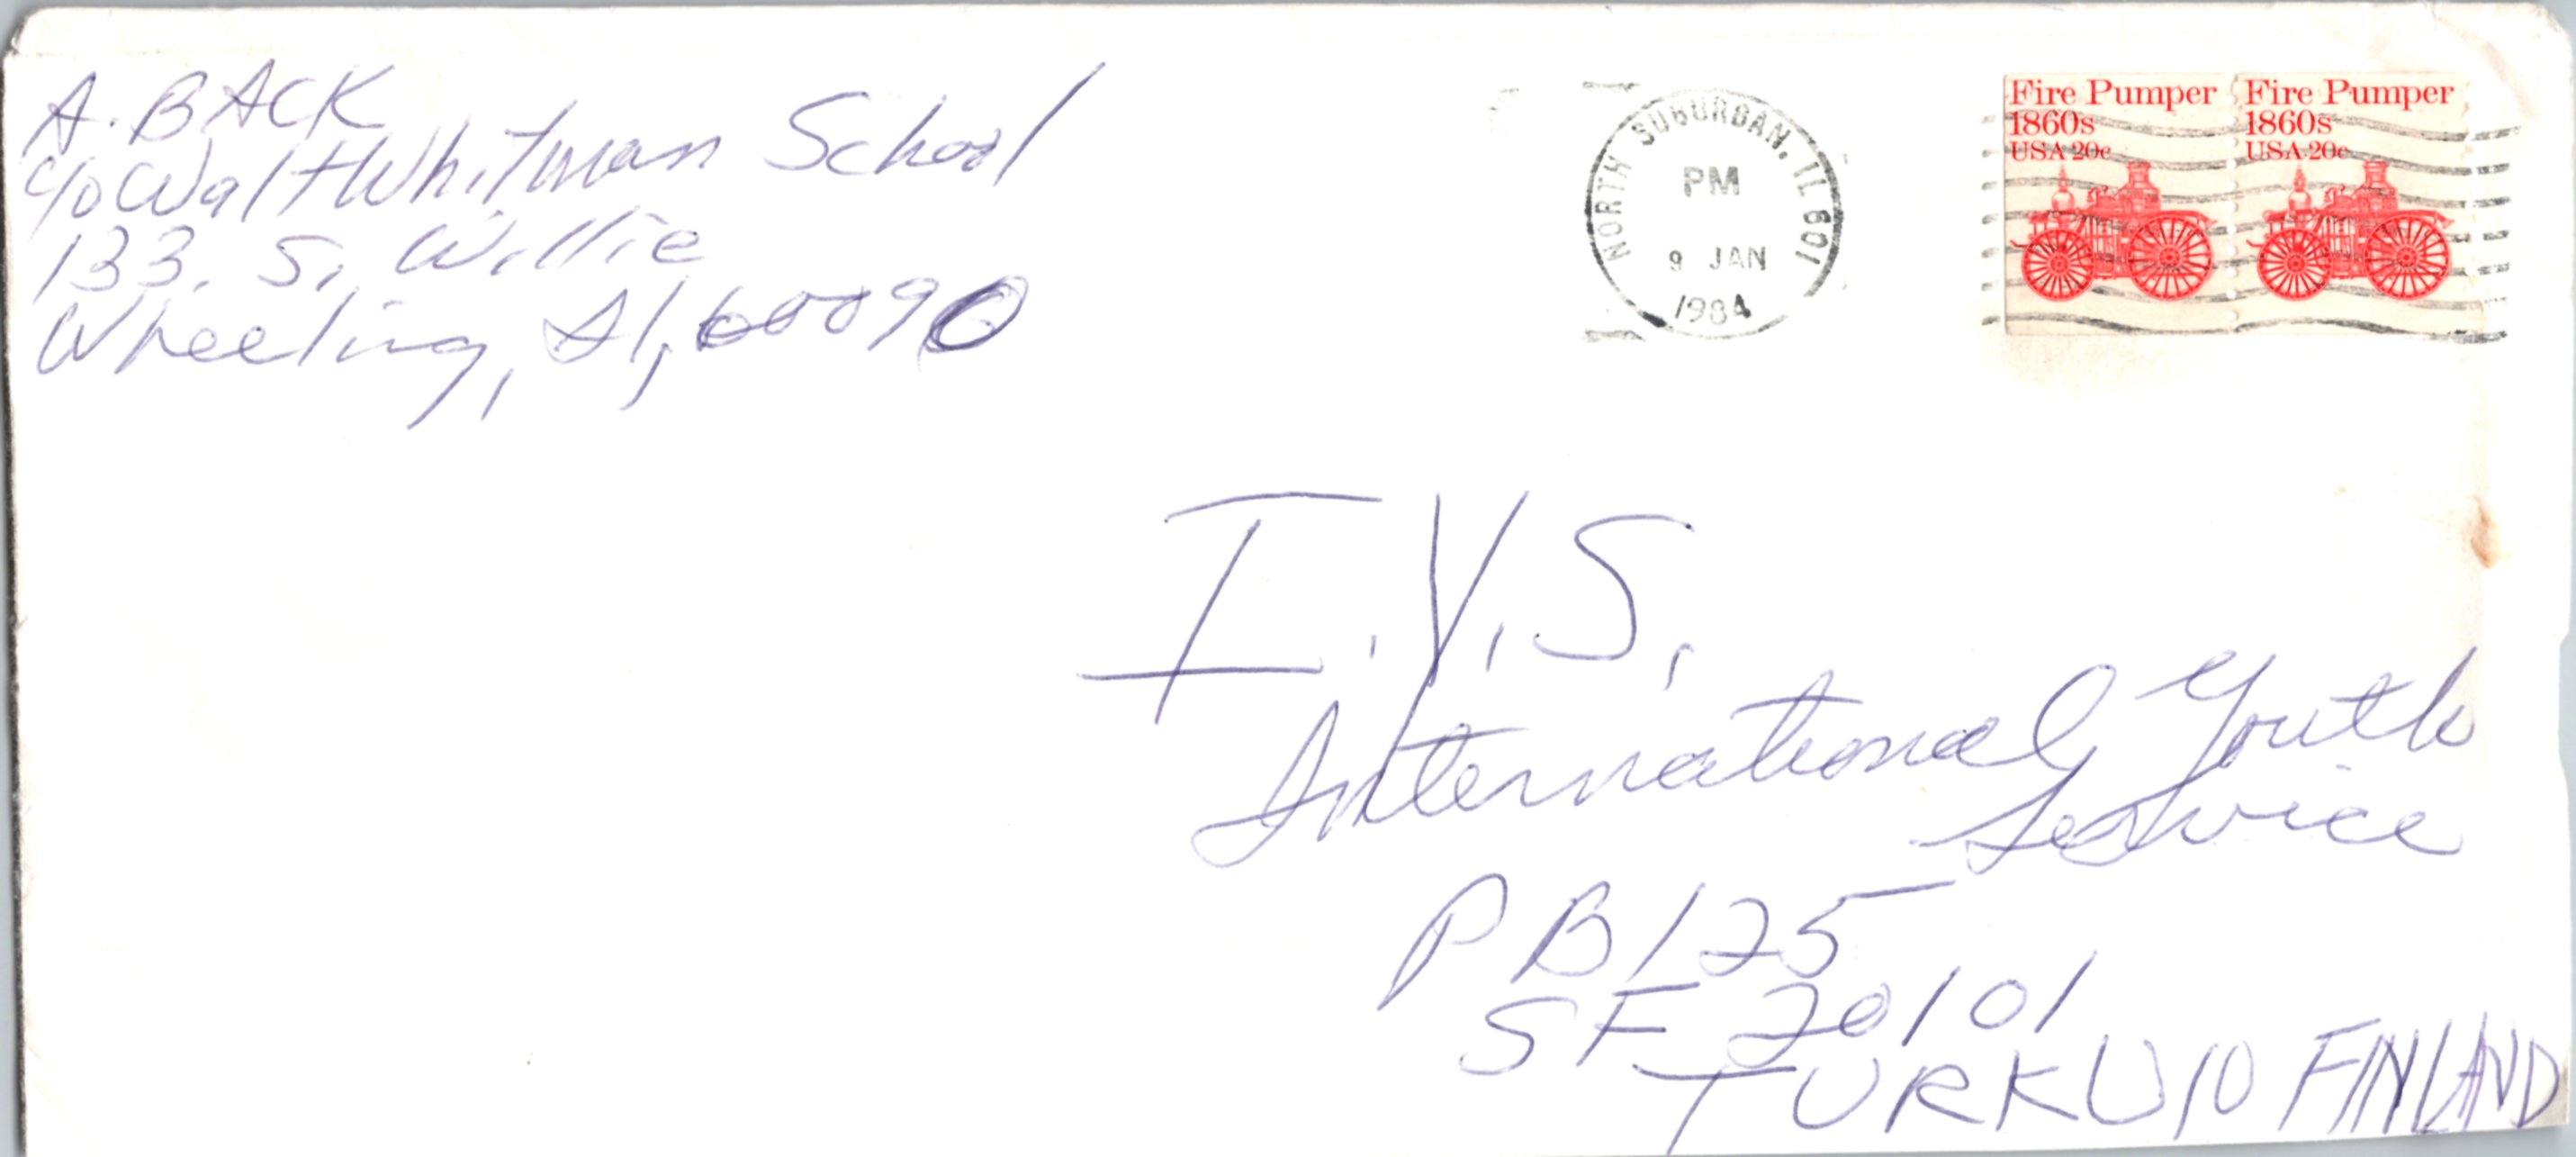 A. BACK
c/o Walt Whitman School
133. S. Willie
Wheeling, Il, 60090
NORTH SUBURBAN, IL 601
PM
9 JAN
1984
Fire Pumper
1860s
USA 20c
Fire Pumper
1860s
USA 20c
I.Y.S.
International Youth
Service
PB 125
SF 20101
TURKU 10 FINLAND